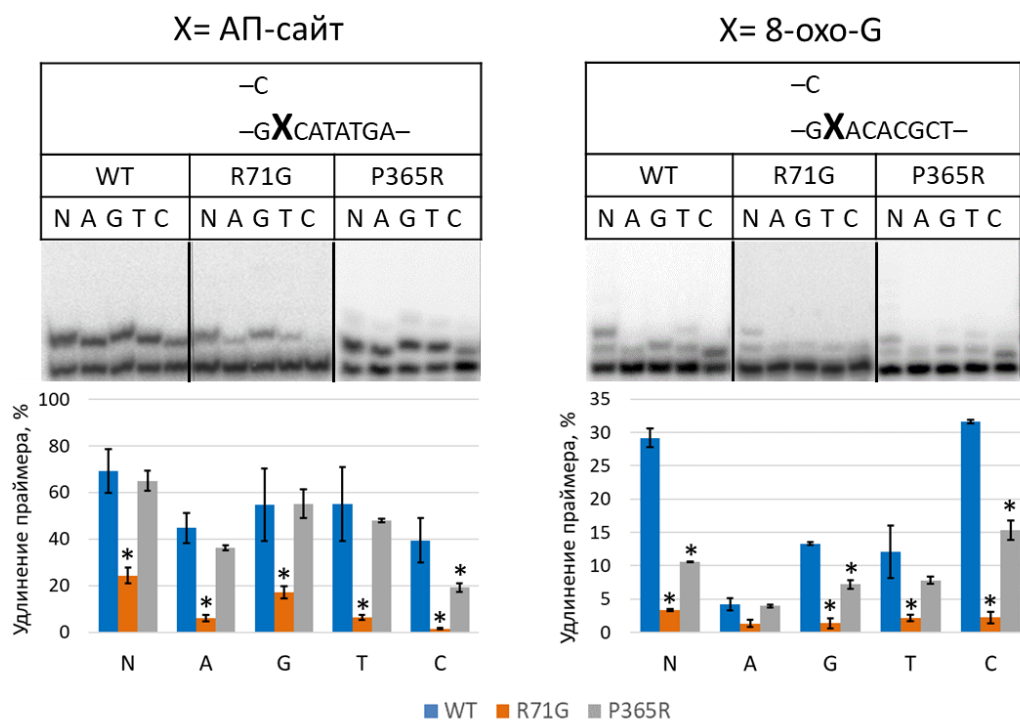 X= АП-сайт
–C
–GXCATATGA–
WT R71G P365R
N A G T C N A G T C N A G T C
Удлинение праймера, %
100
80
60
40
20
0
* * * * * *
N A G T C
X= 8-охо-G
–C
–GXACACGCT–
WT R71G P365R
N A G T C N A G T C N A G T C
Удлинение праймера, %
35
30
25
20
15
10
5
0
* * * * * * *
N A G T C
WT R71G P365R